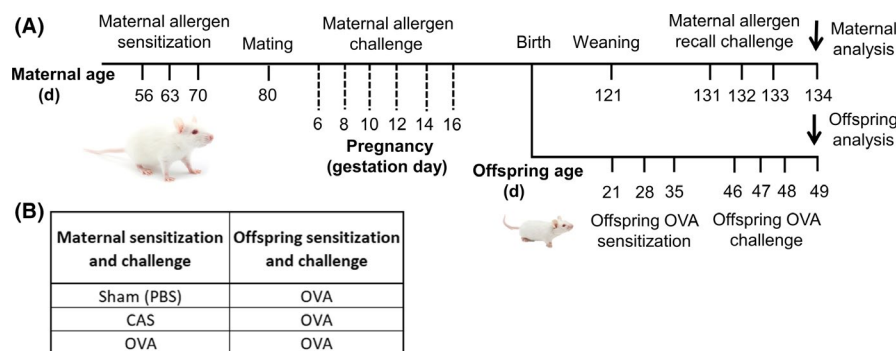 (A)
Maternal allergen
sensitization
Mating
Maternal allergen
challenge
Birth
Weaning
Maternal allergen
recall challenge
Maternal
analysis
Maternal age
(d)
56 63 70 80
6 8 10 12 14 16
121
131 132 133 134
Pregnancy
(gestation day)
Offspring
analysis
Offspring age
(d)
21 28 35 46 47 48 49
Offspring OVA
sensitization
Offspring OVA
challenge
(B)
Maternal sensitization
and challenge
Offspring sensitization
and challenge
Sham (PBS) OVA
CAS OVA
OVA OVA